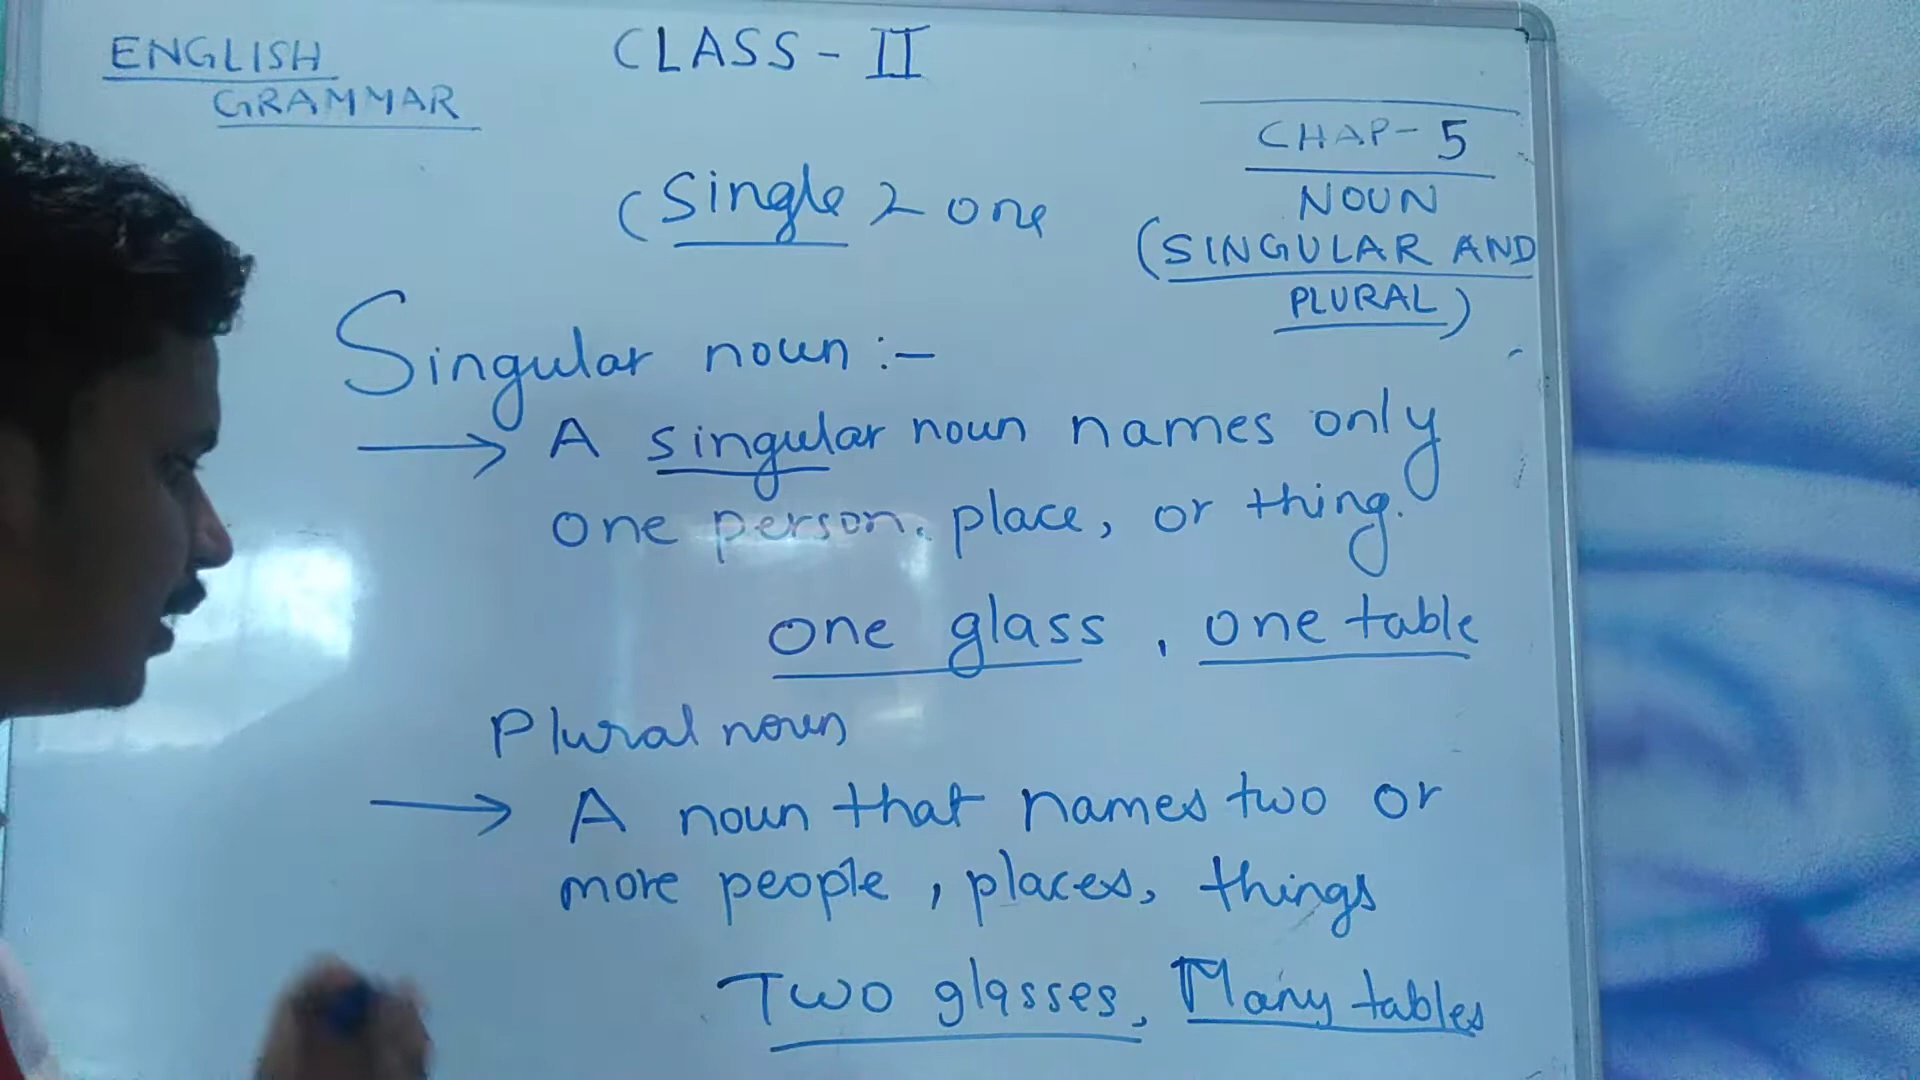 ENGLISH
GRAMMAR
CLASS - II
CHAP- 5
NOUN
(SINGULAR AND
PLURAL)
(Single > one
Singular noun :-
→ A singular noun names only
one person, place, or thing.
one glass, one table
Plural noun
→ A noun that names two or
more people, places, things
Two glasses, Many tables